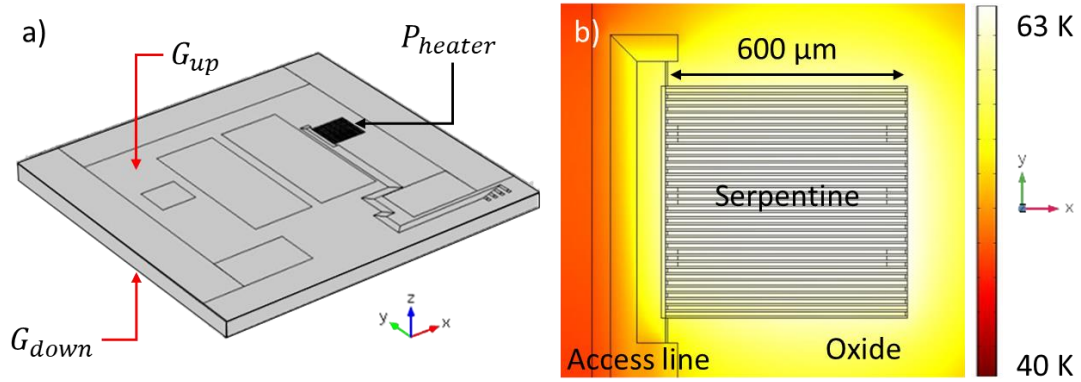 a)
G_up
P_heater
G_down
z
y
x
b)
600 μm
Serpentine
Access line
Oxide
63 K
y
z
x
40 K